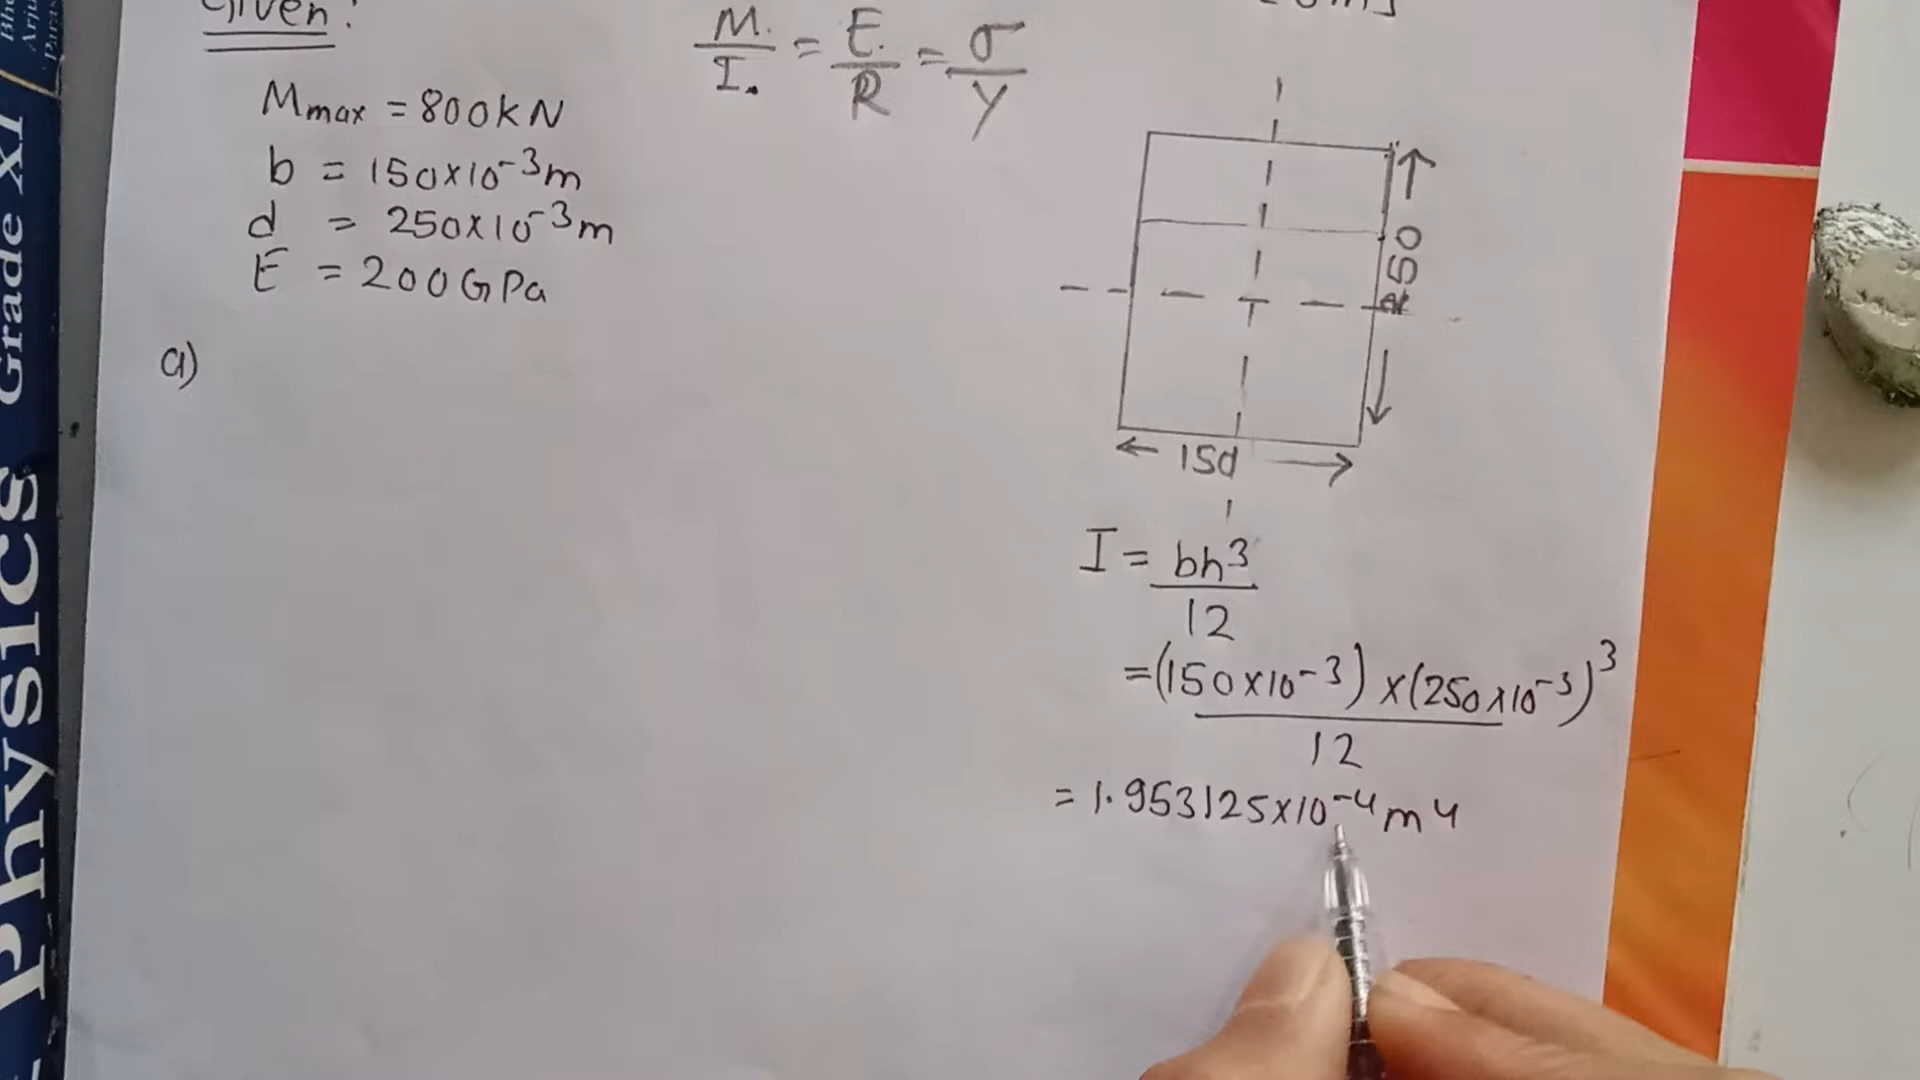 Given:
M. / I. = E. / R = σ / y
Mmax = 800kN
b = 150×10⁻³m
d = 250×10⁻³m
E = 200GPa
a)
250
150
I = bh³ / 12
= (150×10⁻³) × (250×10⁻³)³ / 12
= 1.953125×10⁻⁴m⁴
Physics Grade XI